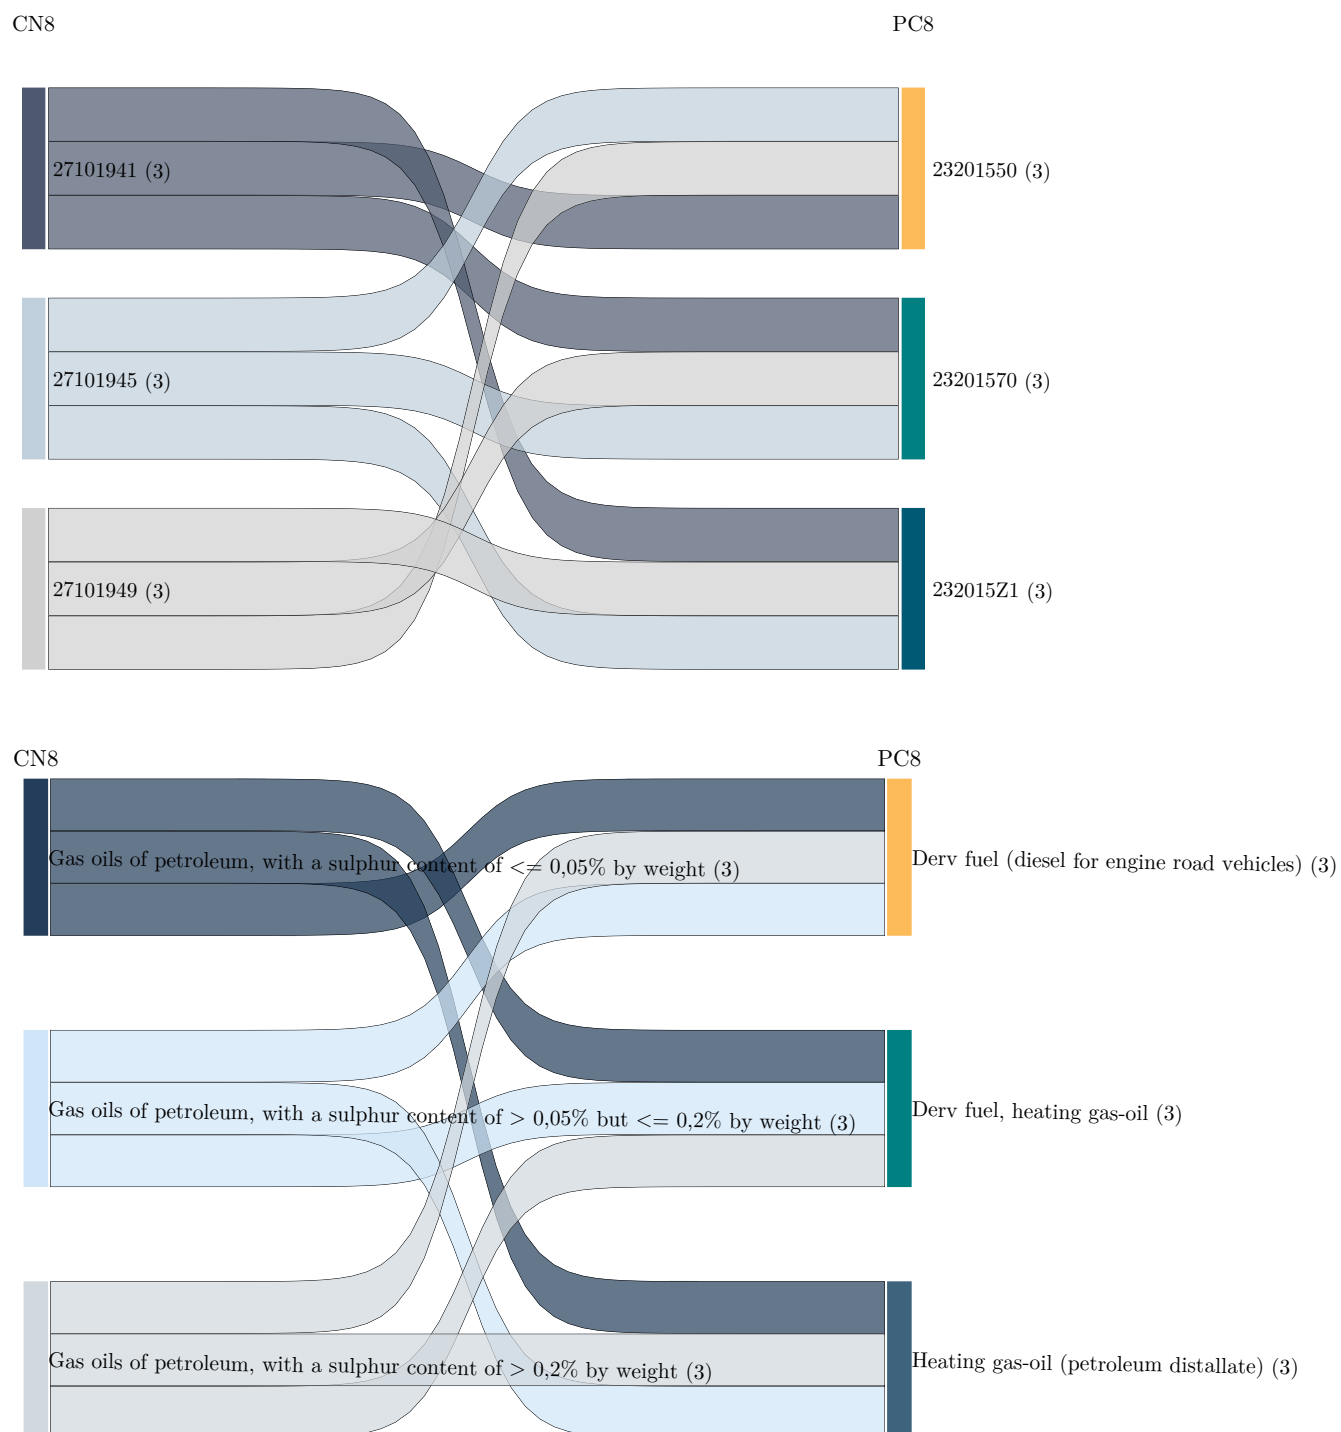 CN8 PC8
27101941 (3) 23201550 (3)
27101945 (3) 23201570 (3)
27101949 (3) 232015Z1 (3)
CN8 PC8
Gas oils of petroleum, with a sulphur content of <= 0,05% by weight (3) Derv fuel (diesel for engine road vehicles) (3)
Gas oils of petroleum, with a sulphur content of > 0,05% but <= 0,2% by weight (3) Derv fuel, heating gas-oil (3)
Gas oils of petroleum, with a sulphur content of > 0,2% by weight (3) Heating gas-oil (petroleum distallate) (3)